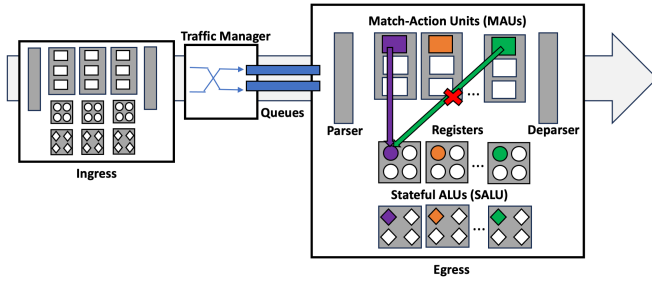 Traffic Manager
Match-Action Units (MAUs)
...
Queues
Parser
Registers
Deparser
...
Ingress
Stateful ALUs (SALU)
...
Egress